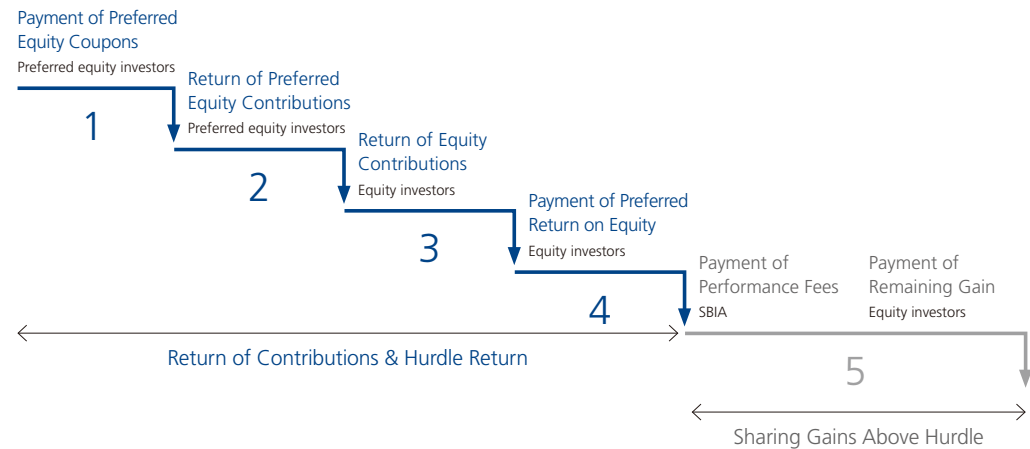 Payment of Preferred
Equity Coupons
Preferred equity investors
1
Return of Preferred
Equity Contributions
Preferred equity investors
2
Return of Equity
Contributions
Equity investors
3
Payment of Preferred
Return on Equity
Equity investors
4
Return of Contributions & Hurdle Return
Payment of
Performance Fees
SBIA
Payment of
Remaining Gain
Equity investors
5
Sharing Gains Above Hurdle